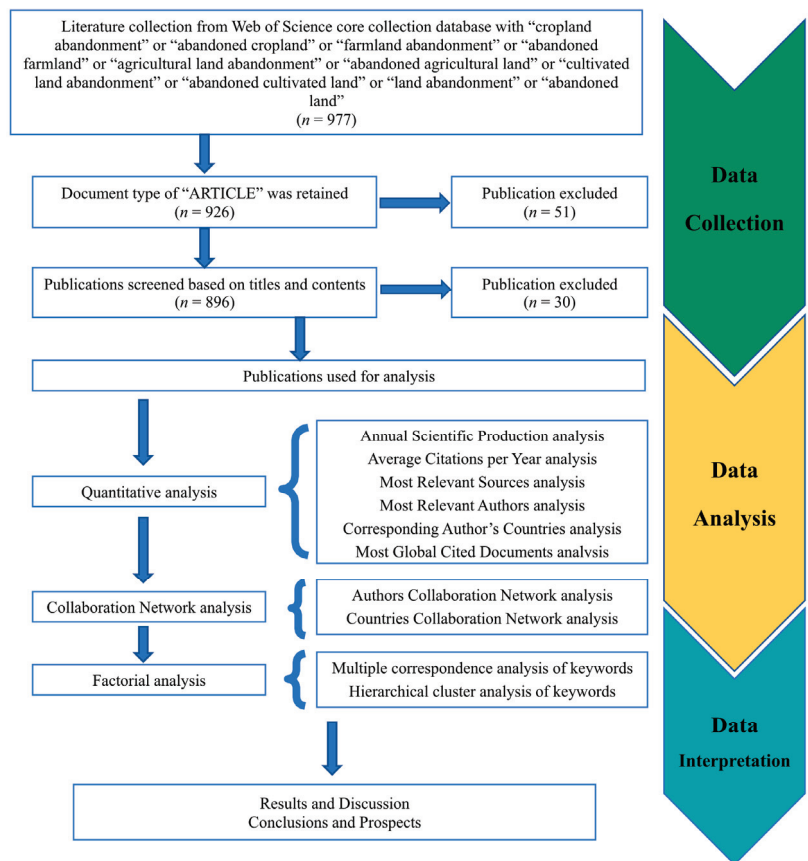 Literature collection from Web of Science core collection database with “cropland
abandonment” or “abandoned cropland” or “farmland abandonment” or “abandoned
farmland” or “agricultural land abandonment” or “abandoned agricultural land” or “cultivated
land abandonment” or “abandoned cultivated land” or “land abandonment” or “abandoned
land”
(n = 977)
Document type of “ARTICLE” was retained
(n = 926)
Publication excluded
(n = 51)
Data
Collection
Publications screened based on titles and contents
(n = 896)
Publication excluded
(n = 30)
Publications used for analysis
Quantitative analysis
Annual Scientific Production analysis
Average Citations per Year analysis
Most Relevant Sources analysis
Most Relevant Authors analysis
Corresponding Author’s Countries analysis
Most Global Cited Documents analysis
Data
Analysis
Collaboration Network analysis
Authors Collaboration Network analysis
Countries Collaboration Network analysis
Factorial analysis
Multiple correspondence analysis of keywords
Hierarchical cluster analysis of keywords
Data
Interpretation
Results and Discussion
Conclusions and Prospects